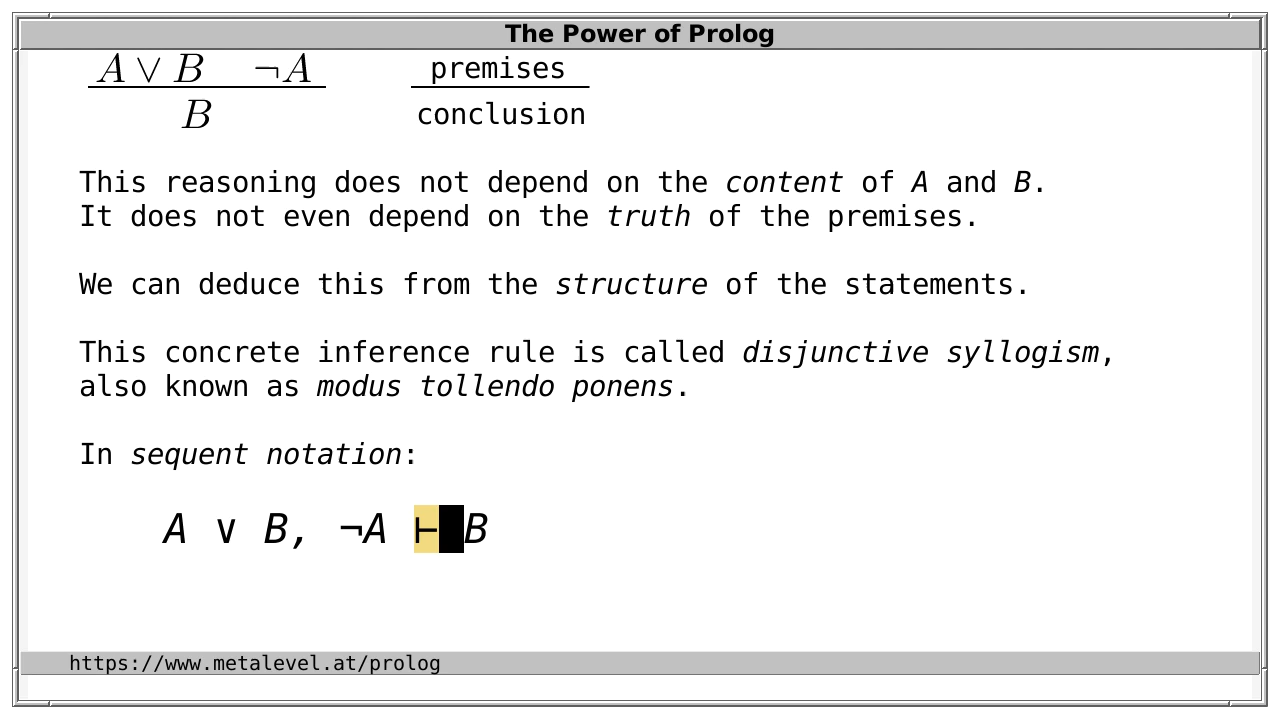 The Power of Prolog
A ∨ B ¬A premises
B conclusion
This reasoning does not depend on the content of A and B.
It does not even depend on the truth of the premises.
We can deduce this from the structure of the statements.
This concrete inference rule is called disjunctive syllogism,
also known as modus tollendo ponens.
In sequent notation:
A ∨ B, ¬A ⊢ B
https://www.metalevel.at/prolog